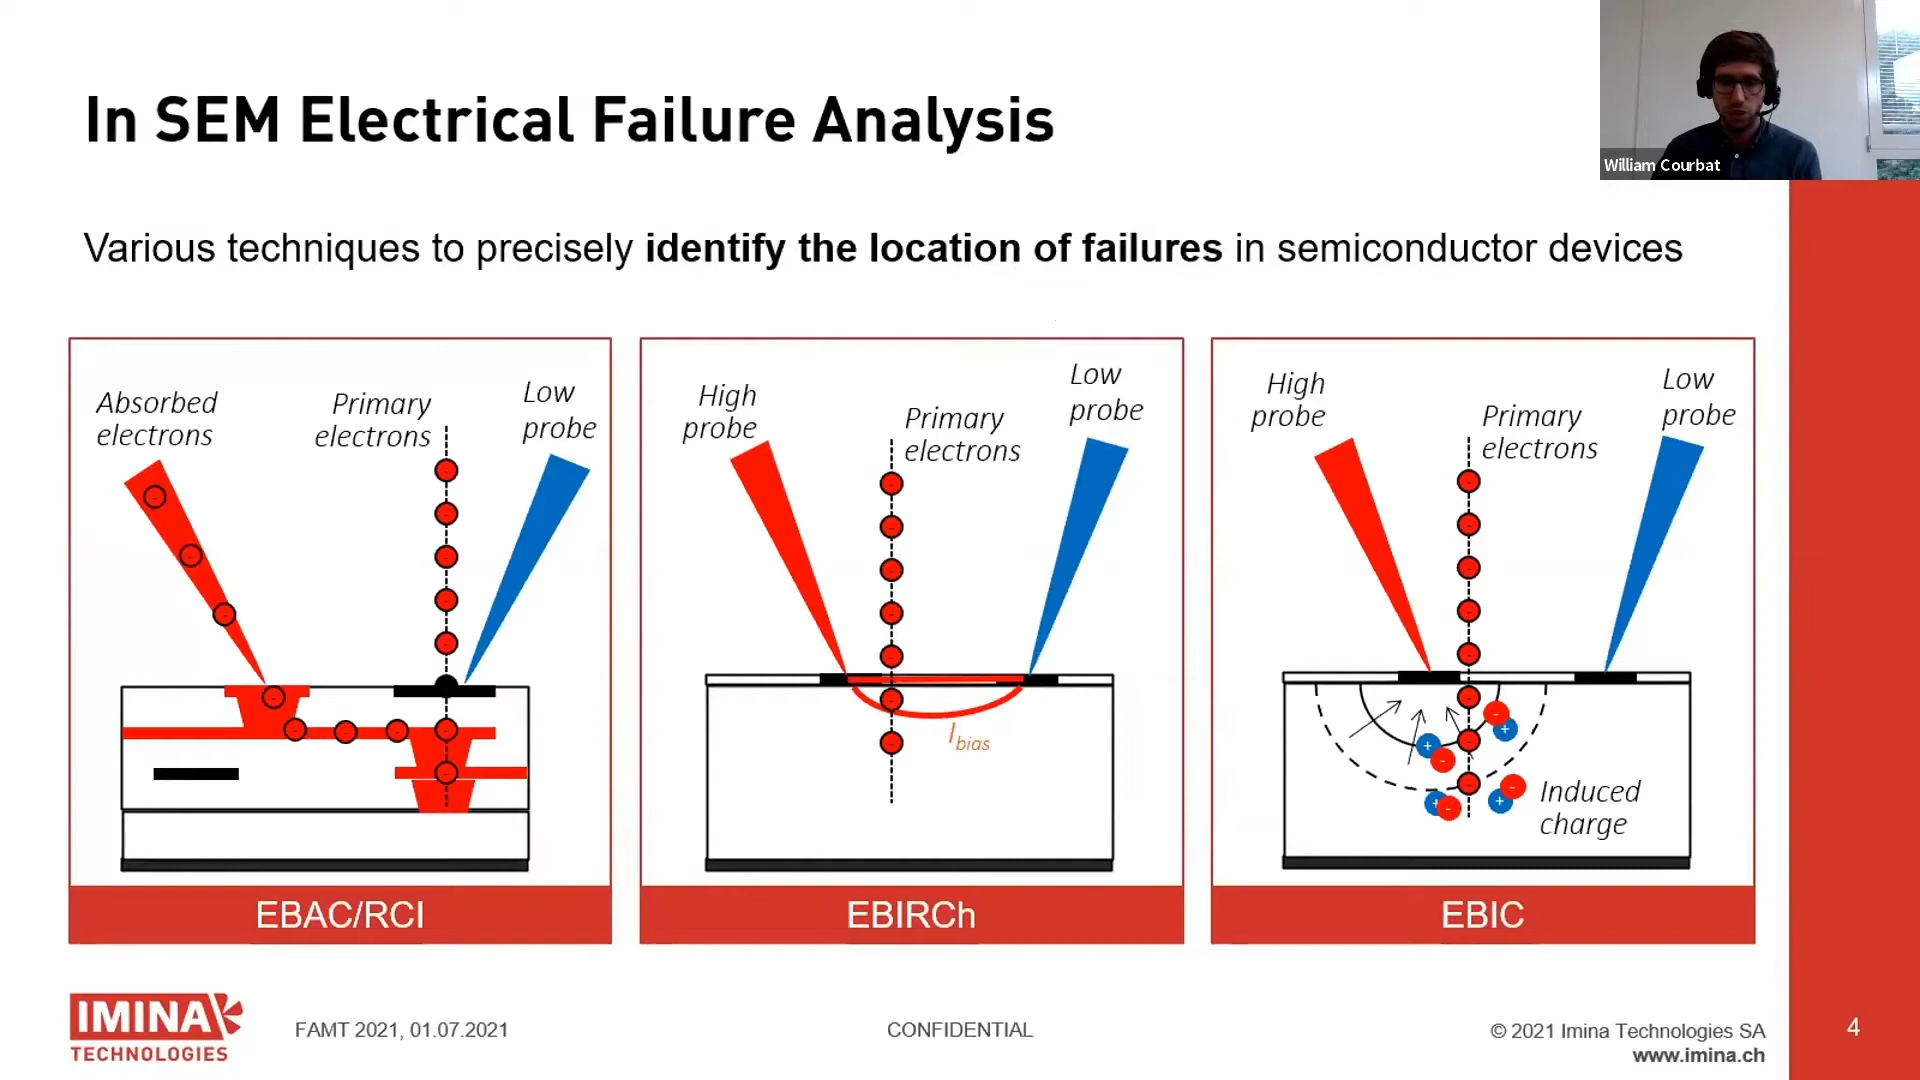 William Courbat
In SEM Electrical Failure Analysis
Various techniques to precisely identify the location of failures in semiconductor devices
Absorbed
electrons
Primary
electrons
Low
probe
EBAC/RCI
High
probe
Primary
electrons
Low
probe
I bias
EBIRCh
High
probe
Primary
electrons
Low
probe
Induced
charge
EBIC
IMINA
TECHNOLOGIES
FAMT 2021, 01.07.2021
CONFIDENTIAL
© 2021 Imina Technologies SA
www.imina.ch
4